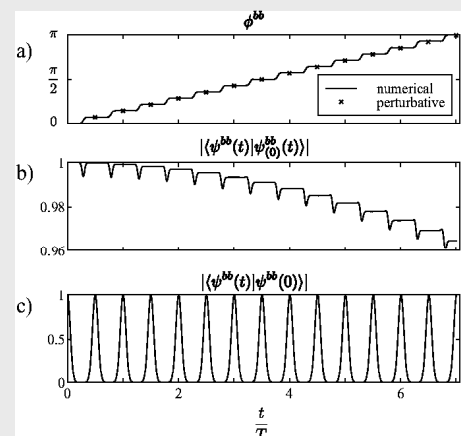 ϕ^{bb}
a)
π
π/2
0
numerical
perturbative
|⟨ψ^{bb}(t)|ψ^{bb}_{(0)}(t)⟩|
b)
1
0.98
0.96
|⟨ψ^{bb}(t)|ψ^{bb}(0)⟩|
c)
1
0.5
0
0 2 4 6
t/T